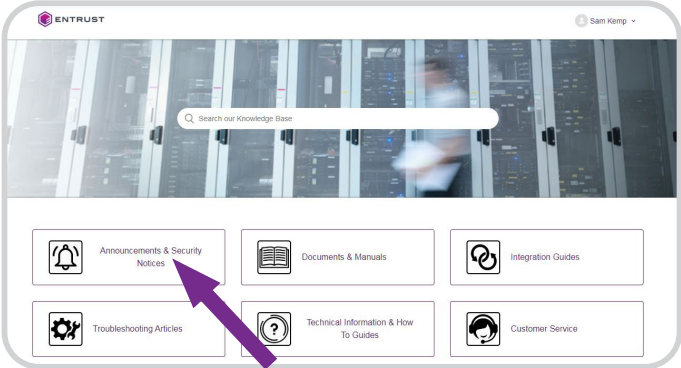 ENTRUST
Sam Kemp
Search our Knowledge Base
Announcements & Security
Notices
Documents & Manuals
Integration Guides
Troubleshooting Articles
Technical Information & How
To Guides
Customer Service